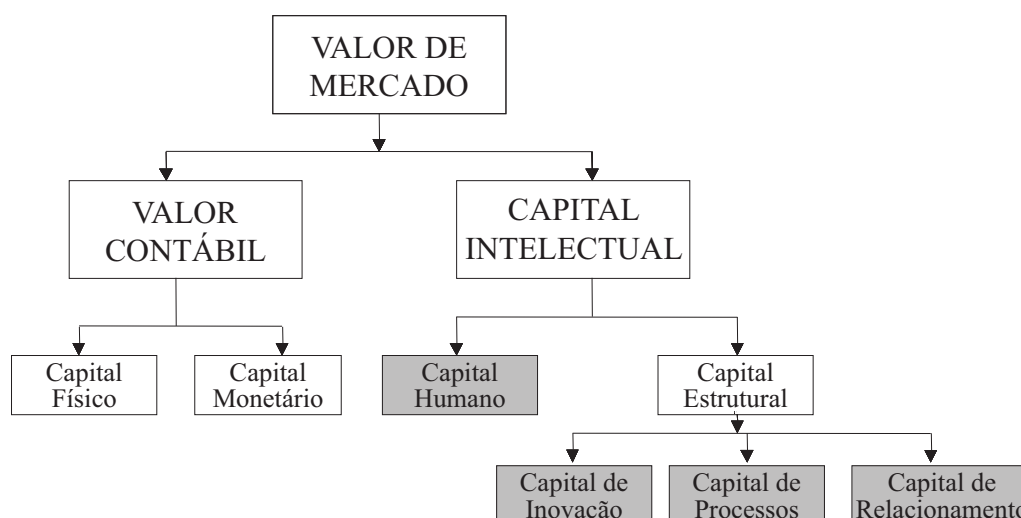 VALOR DE
MERCADO
VALOR
CONTÁBIL
CAPITAL
INTELECTUAL
Capital
Físico
Capital
Monetário
Capital
Humano
Capital
Estrutural
Capital de
Inovação
Capital de
Processos
Capital de
Relacionamento